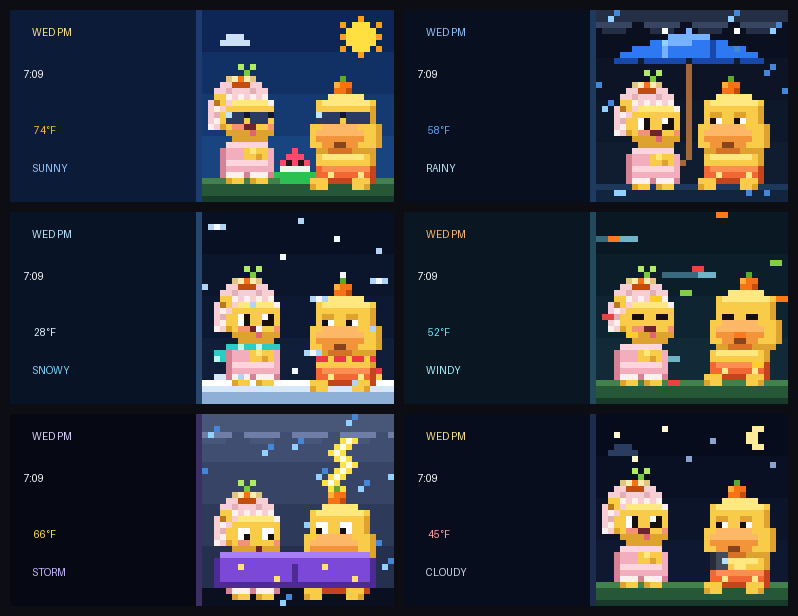 WED PM
7:09
74°F
SUNNY
WED PM
7:09
58°F
RAINY
WED PM
7:09
28°F
SNOWY
WED PM
7:09
52°F
WINDY
WED PM
7:09
66°F
STORM
WED PM
7:09
45°F
CLOUDY